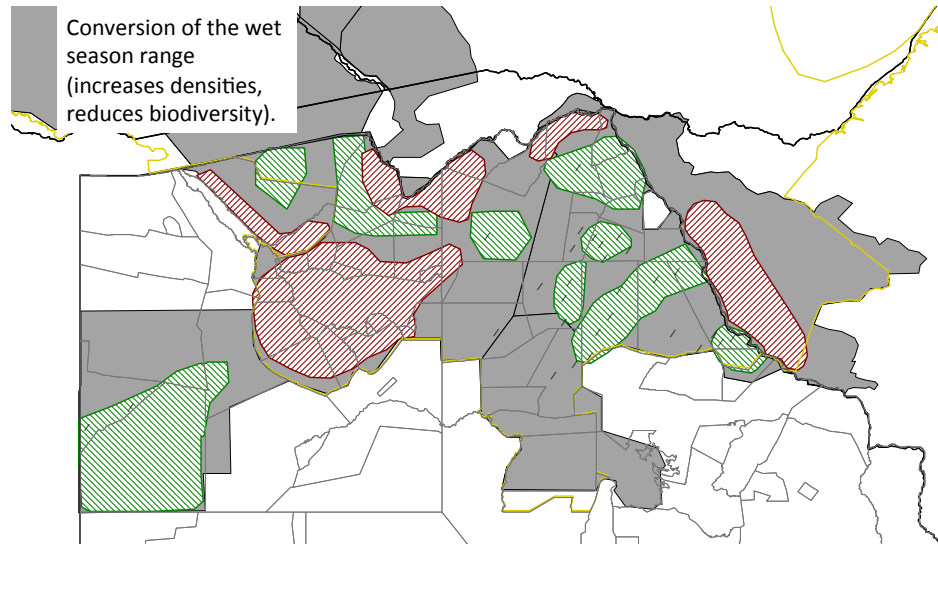 Conversion of the wet
season range
(increases densities,
reduces biodiversity).